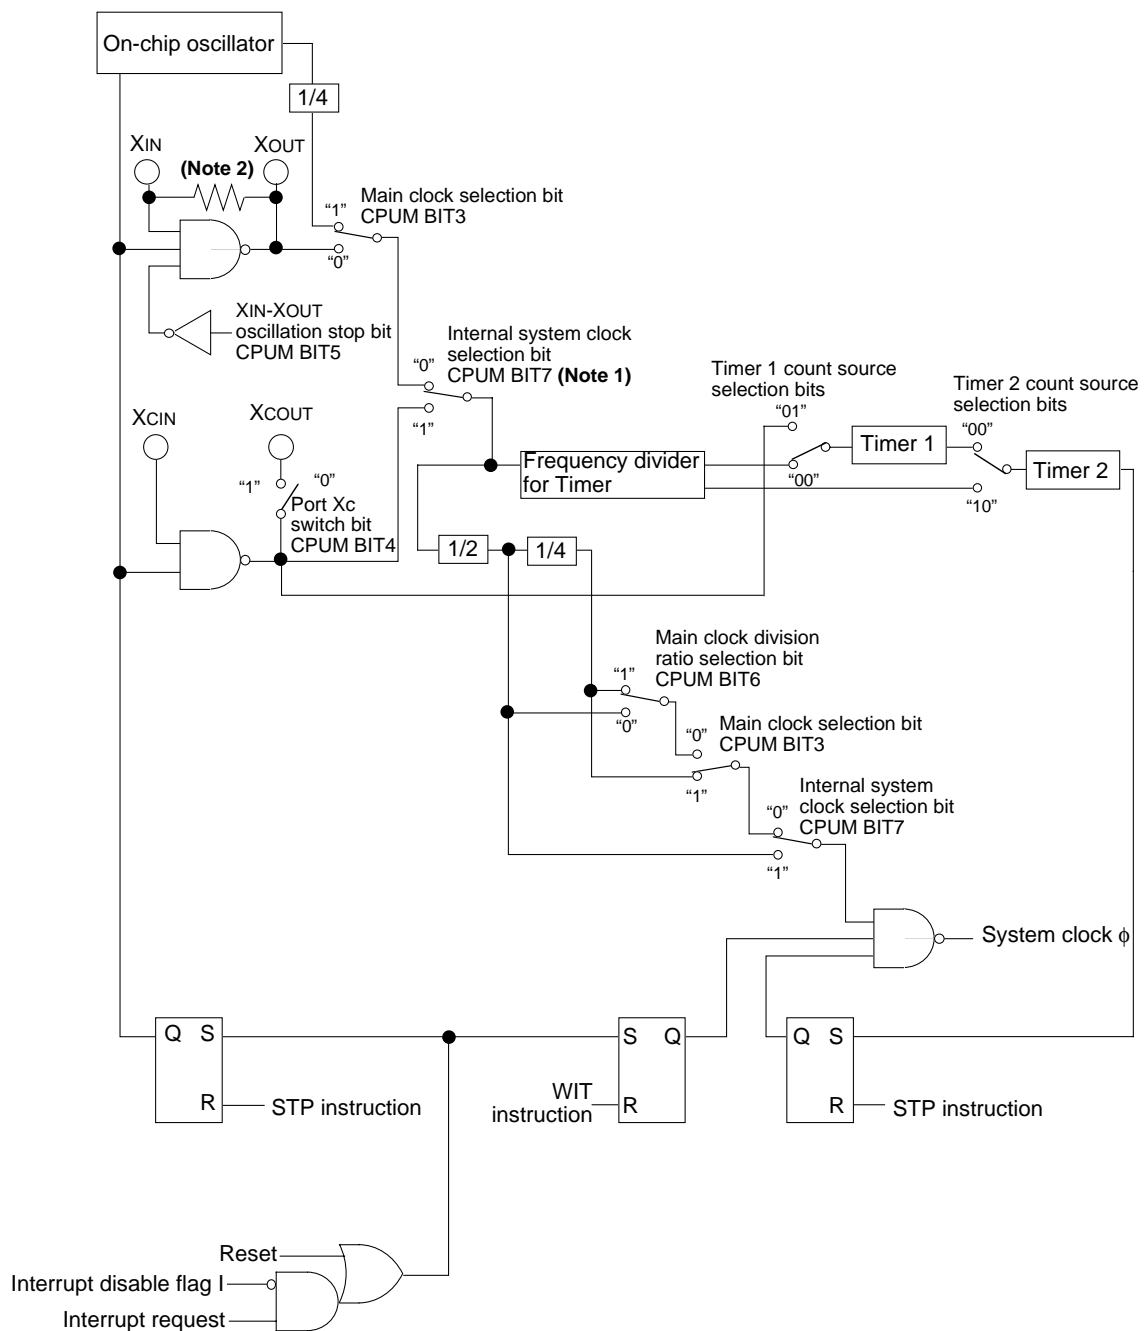 On-chip oscillator
1/4
XIN
XOUT
(Note 2)
Main clock selection bit
CPUM BIT3
“1”
“0”
XIN-XOUT
oscillation stop bit
CPUM BIT5
Internal system clock
selection bit
CPUM BIT7 (Note 1)
“0”
“1”
Timer 1 count source
selection bits
“01”
“00”
Timer 1
Timer 2 count source
selection bits
“00”
“10”
Timer 2
XCIN
XCOUT
“1”
“0”
Port Xc
switch bit
CPUM BIT4
Frequency divider
for Timer
1/2
1/4
Main clock division
ratio selection bit
CPUM BIT6
“1”
“0”
Main clock selection bit
CPUM BIT3
“0”
“1”
Internal system
clock selection bit
CPUM BIT7
“0”
“1”
System clock ϕ
Q S
R
STP instruction
S Q
R
WIT
instruction
Q S
R
STP instruction
Reset
Interrupt disable flag I
Interrupt request